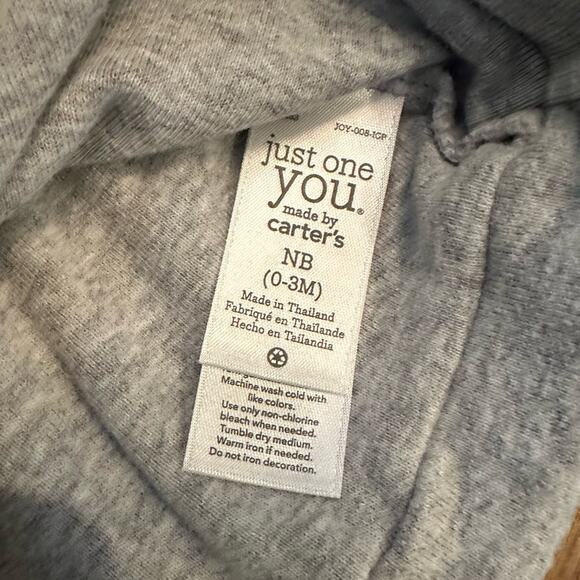 JOY-008-IGP
just one
you®
made by
carter's
NB
(0-3M)
Made in Thailand
Fabriqué en Thaïlande
Hecho en Tailandia
Machine wash cold with
like colors.
Use only non-chlorine
bleach when needed.
Tumble dry medium.
Warm iron if needed.
Do not iron decoration.